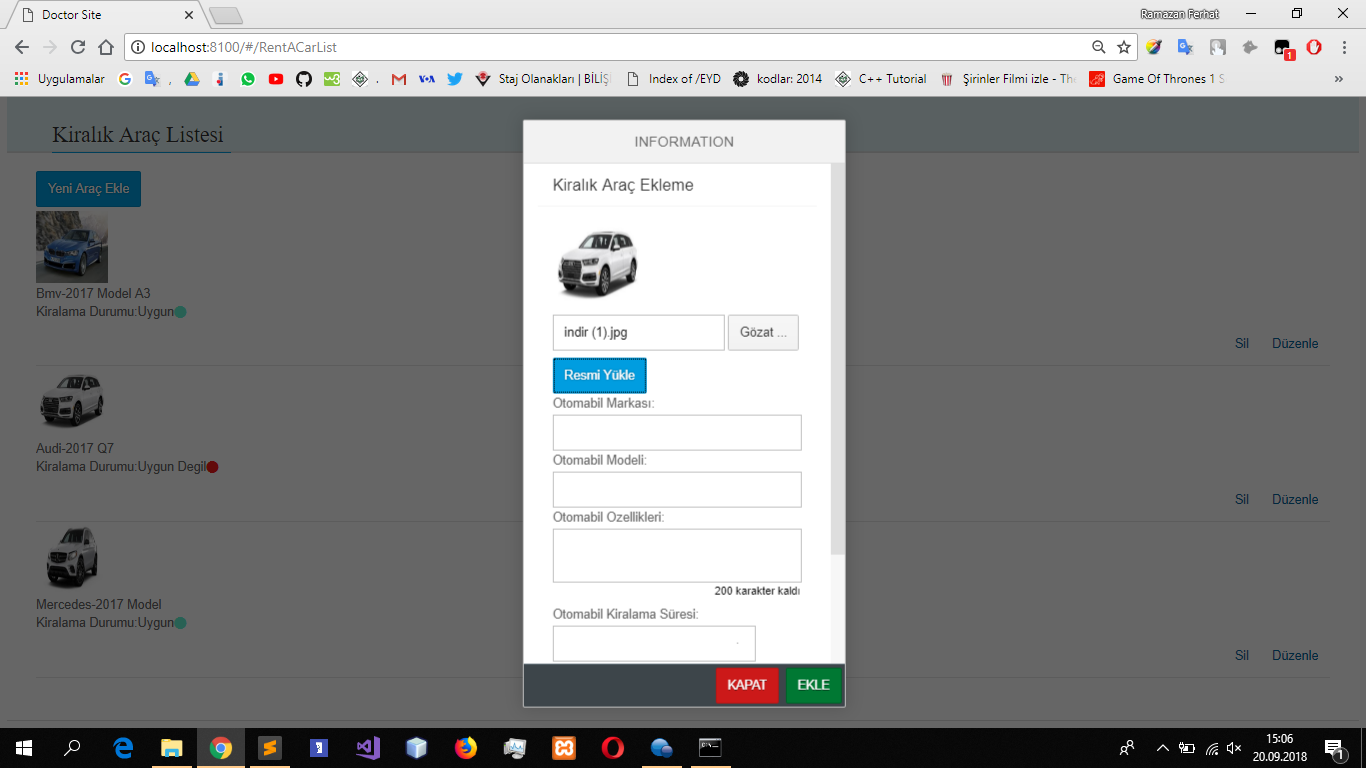 Doctor Site
Ramazan Ferhat
localhost:8100/#/RentACarList
Uygulamalar
Staj Olanakları | BİLİŞ
Index of /EYD
kodlar: 2014
C++ Tutorial
Şirinler Filmi izle - The
Game Of Thrones 1 S
1
Kiralık Araç Listesi
Yeni Araç Ekle
Bmv-2017 Model A3
Kiralama Durumu:Uygun
Sil Düzenle
Audi-2017 Q7
Kiralama Durumu:Uygun Degil
Sil Düzenle
Mercedes-2017 Model
Kiralama Durumu:Uygun
Sil Düzenle
INFORMATION
Kiralık Araç Ekleme
indir (1).jpg
Gözat ...
Resmi Yükle
Otomabil Markası:
Otomabil Modeli:
Otomabil Ozellikleri:
200 karakter kaldı
Otomabil Kiralama Süresi:
KAPAT
EKLE
15:06
20.09.2018
1